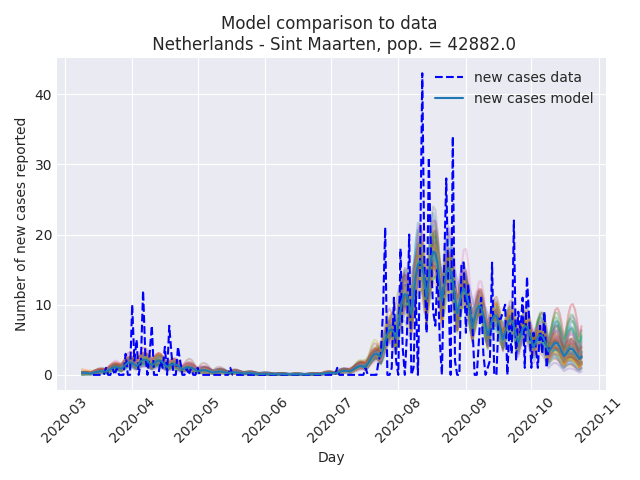 Model comparison to data
Netherlands - Sint Maarten, pop. = 42882.0
new cases data
new cases model
Number of new cases reported
40
30
20
10
0
2020-03
2020-04
2020-05
2020-06
2020-07
2020-08
2020-09
2020-10
2020-11
Day